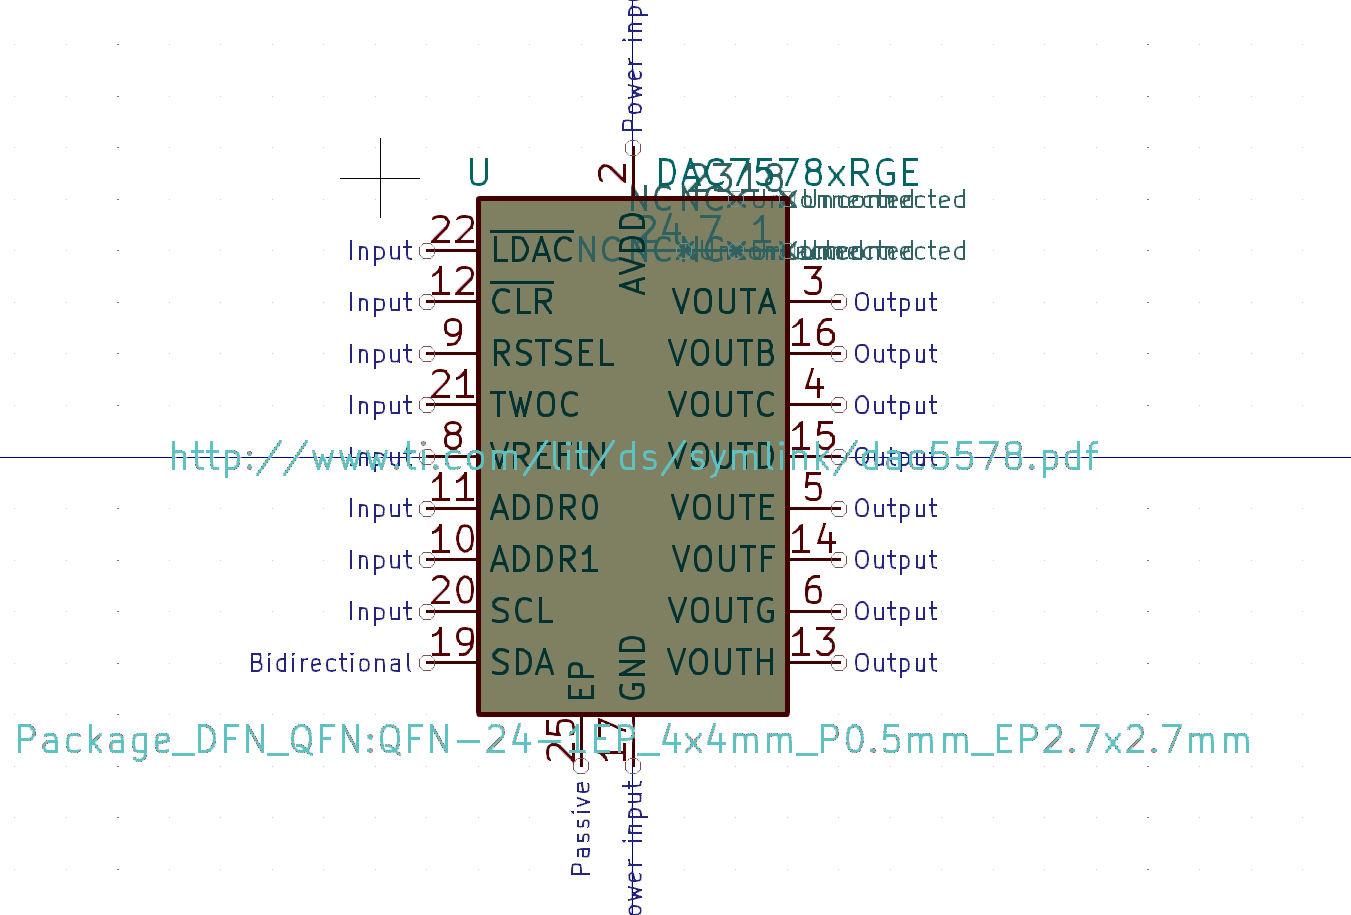 Power inpu
U 2 DAC7578xRGE
23 18
NC NC Unconnected
24 7 1
Input 22 LDAC NC NC NC AVDD Unconnected
Input 12 CLR VOUTA 3 Output
Input 9 RSTSEL VOUTB 16 Output
Input 21 TWOC VOUTC 4 Output
Input 8 VREFIN VOUTD 15 Output
http://www.ti.com/lit/ds/symlink/dac5578.pdf
Input 11 ADDR0 VOUTE 5 Output
Input 10 ADDR1 VOUTF 14 Output
Input 20 SCL VOUTG 6 Output
Bidirectional 19 SDA VOUTH 13 Output
EP GND
25 17
Package_DFN_QFN:QFN-24-1EP_4x4mm_P0.5mm_EP2.7x2.7mm
Passive
ower input